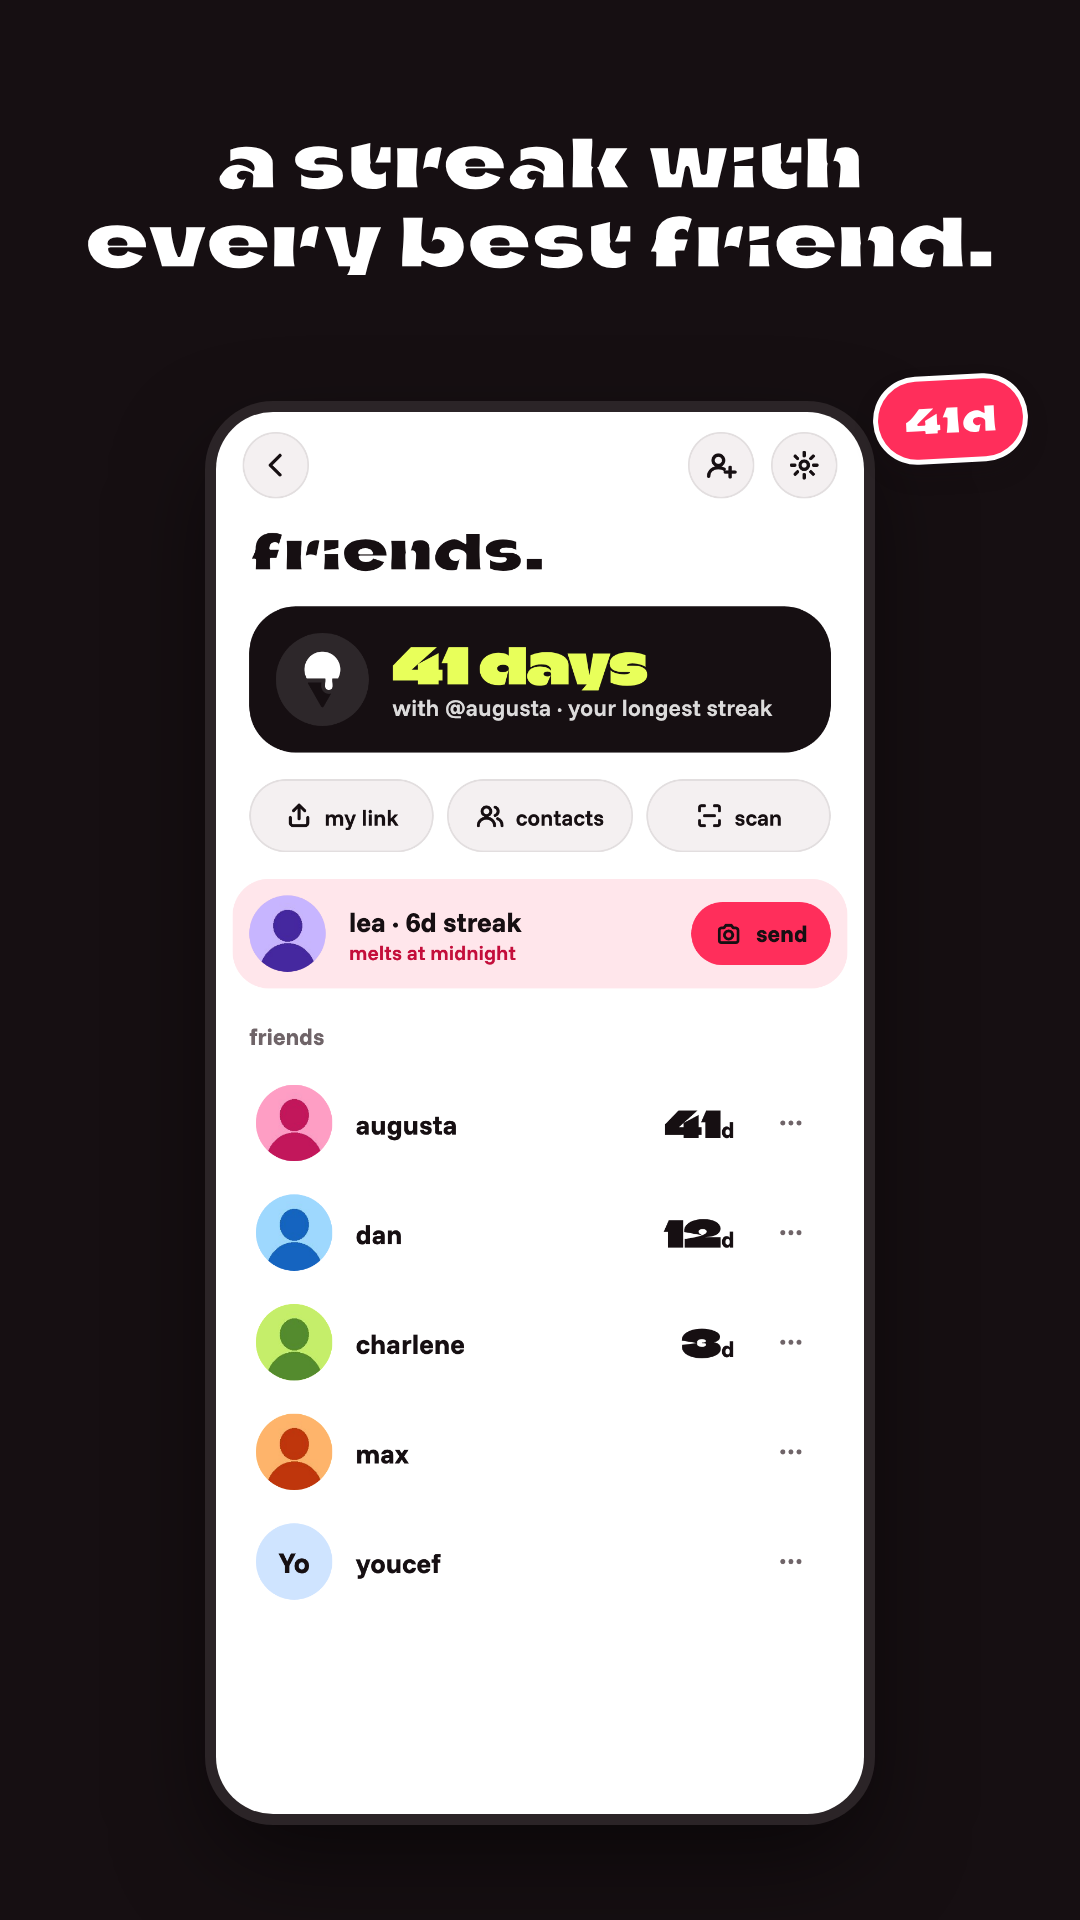 a streak with
every best friend.
41d
friends.
41 days
with @augusta · your longest streak
my link
contacts
scan
lea · 6d streak
melts at midnight
send
friends
augusta
41d
dan
12d
charlene
3d
max
Yo
youcef